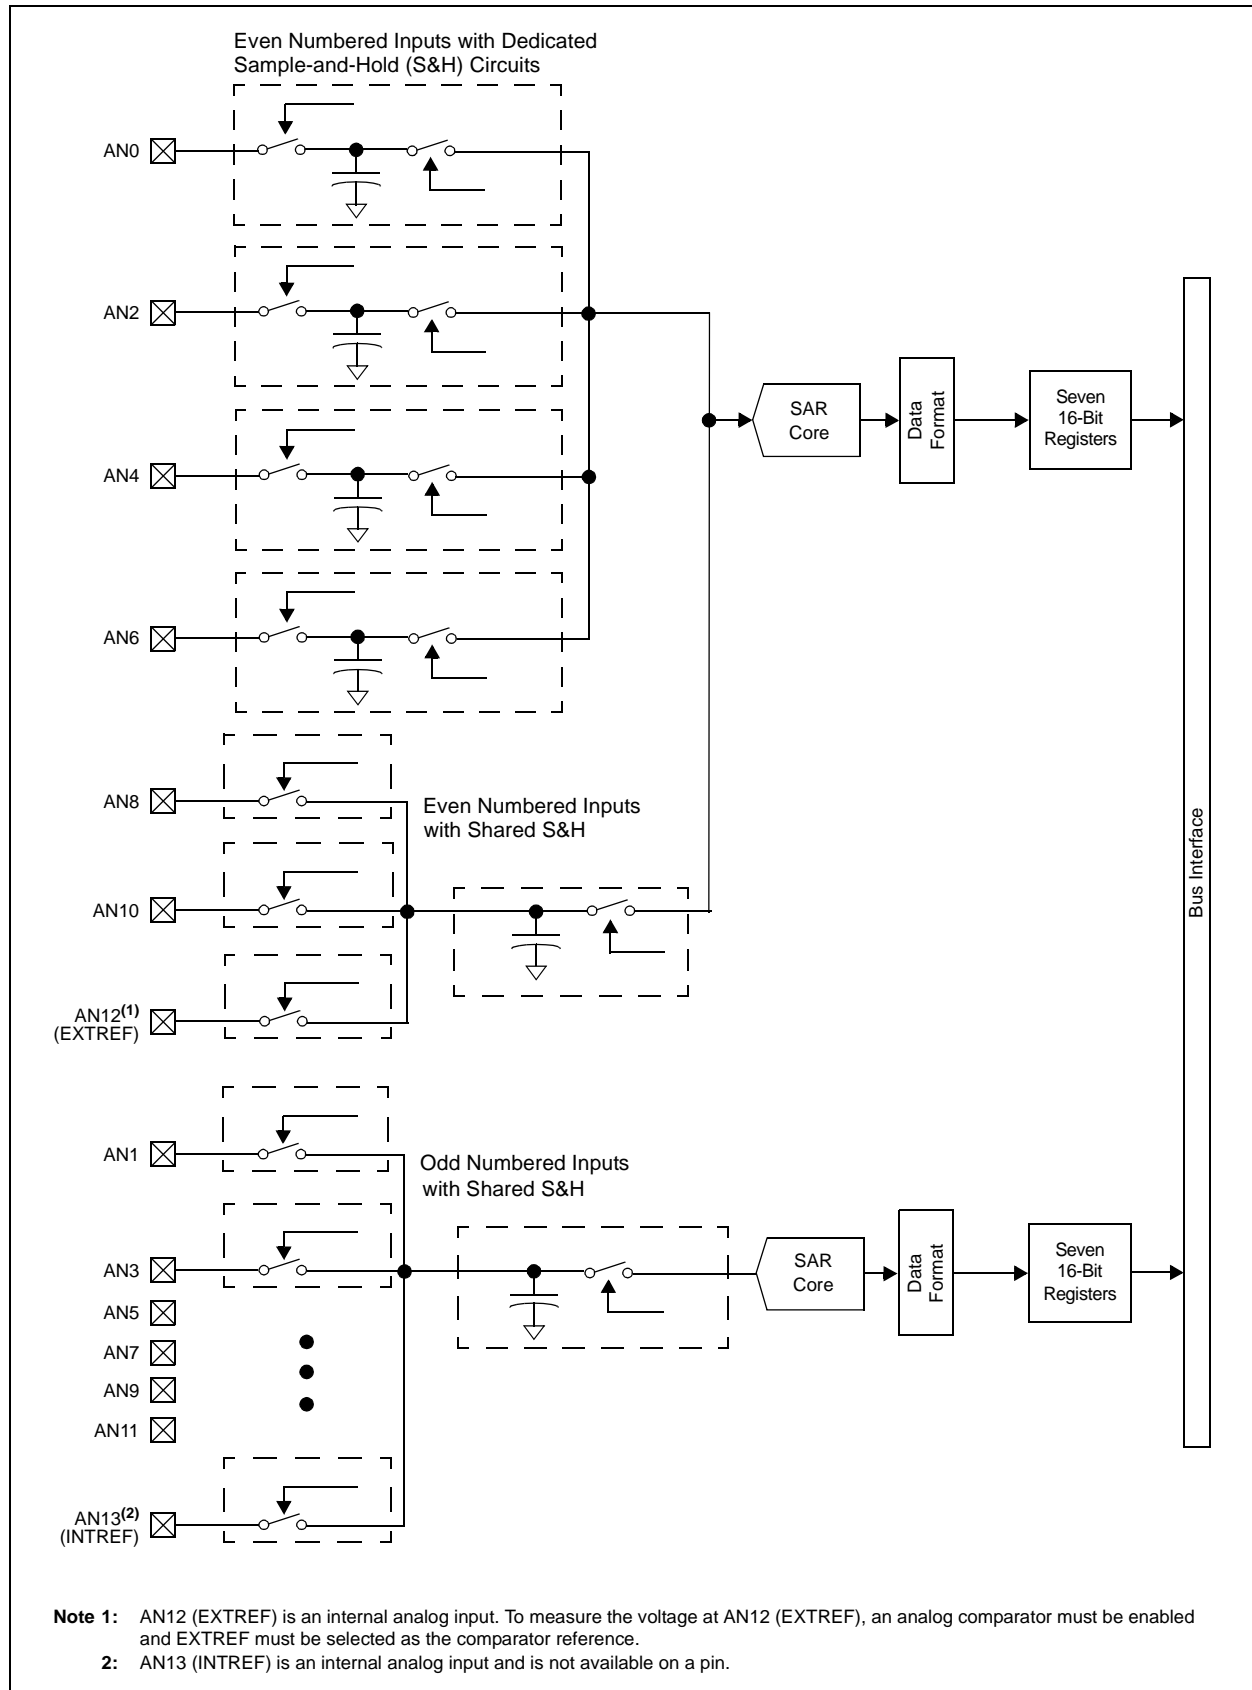 Even Numbered Inputs with Dedicated
Sample-and-Hold (S&H) Circuits
AN0
AN2
AN4
AN6
SAR
Core
Data
Format
Seven
16-Bit
Registers
Bus Interface
AN8
AN10
AN12(1)
(EXTREF)
Even Numbered Inputs
with Shared S&H
AN1
AN3
AN5
AN7
AN9
AN11
AN13(2)
(INTREF)
Odd Numbered Inputs
with Shared S&H
SAR
Core
Data
Format
Seven
16-Bit
Registers
Note 1: AN12 (EXTREF) is an internal analog input. To measure the voltage at AN12 (EXTREF), an analog comparator must be enabled
and EXTREF must be selected as the comparator reference.
2: AN13 (INTREF) is an internal analog input and is not available on a pin.